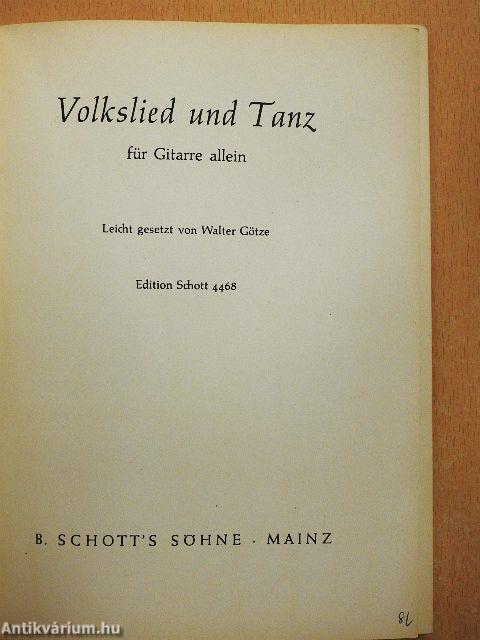 Volkslied und Tanz
für Gitarre allein
Leicht gesetzt von Walter Götze
Edition Schott 4468
B. SCHOTT'S SÖHNE · MAINZ
Antikvárium.hu